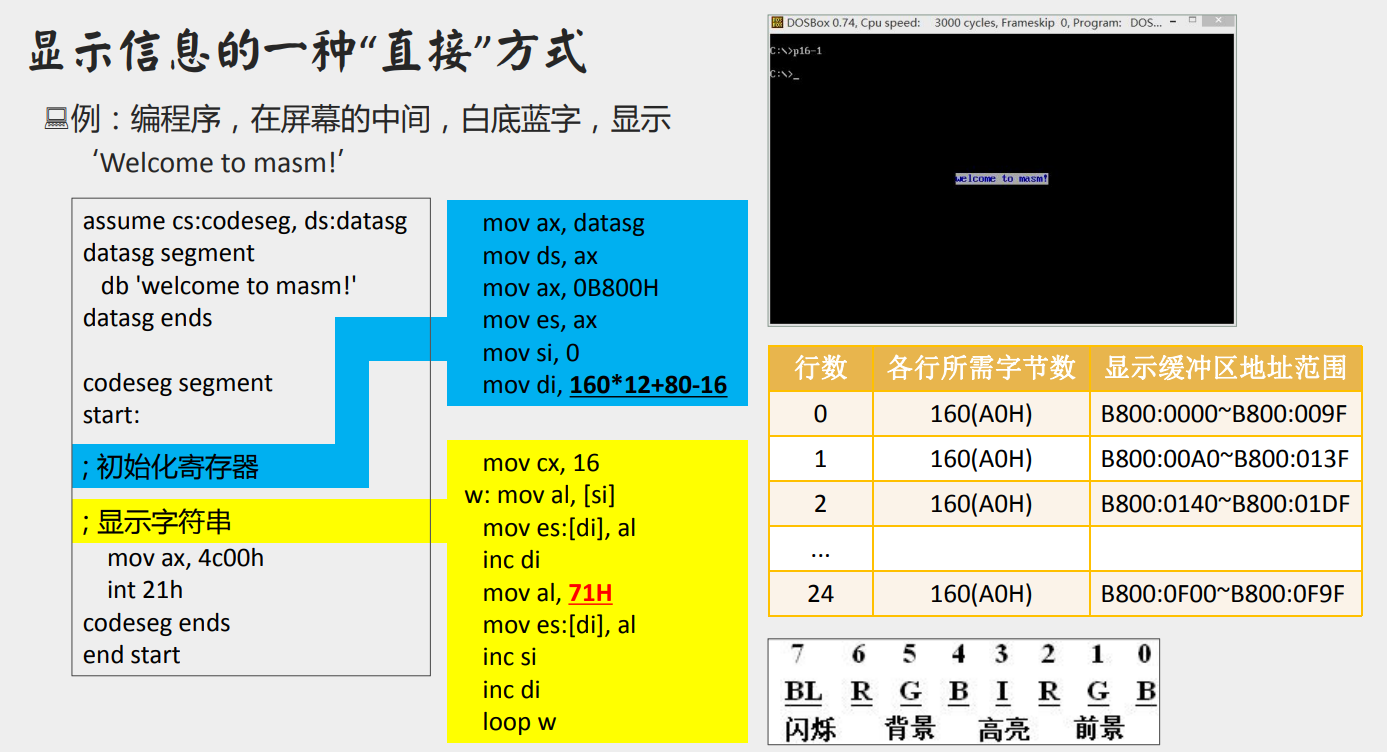 显示信息的一种“直接”方式
例：编程序，在屏幕的中间，白底蓝字，显示
‘Welcome to masm!’
assume cs:codeseg, ds:datasg
datasg segment
db 'welcome to masm!'
datasg ends
codeseg segment
start:
; 初始化寄存器
; 显示字符串
mov ax, 4c00h
int 21h
codeseg ends
end start
mov ax, datasg
mov ds, ax
mov ax, 0B800H
mov es, ax
mov si, 0
mov di, 160*12+80-16
mov cx, 16
w: mov al, [si]
mov es:[di], al
inc di
mov al, 71H
mov es:[di], al
inc si
inc di
loop w
DOSBox 0.74, Cpu speed: 3000 cycles, Frameskip 0, Program: DOS...
C:\>p16-1
C:\>_
welcome to masm!
行数 各行所需字节数 显示缓冲区地址范围
0 160(A0H) B800:0000~B800:009F
1 160(A0H) B800:00A0~B800:013F
2 160(A0H) B800:0140~B800:01DF
...
24 160(A0H) B800:0F00~B800:0F9F
7 6 5 4 3 2 1 0
BL R G B I R G B
闪烁 背景 高亮 前景